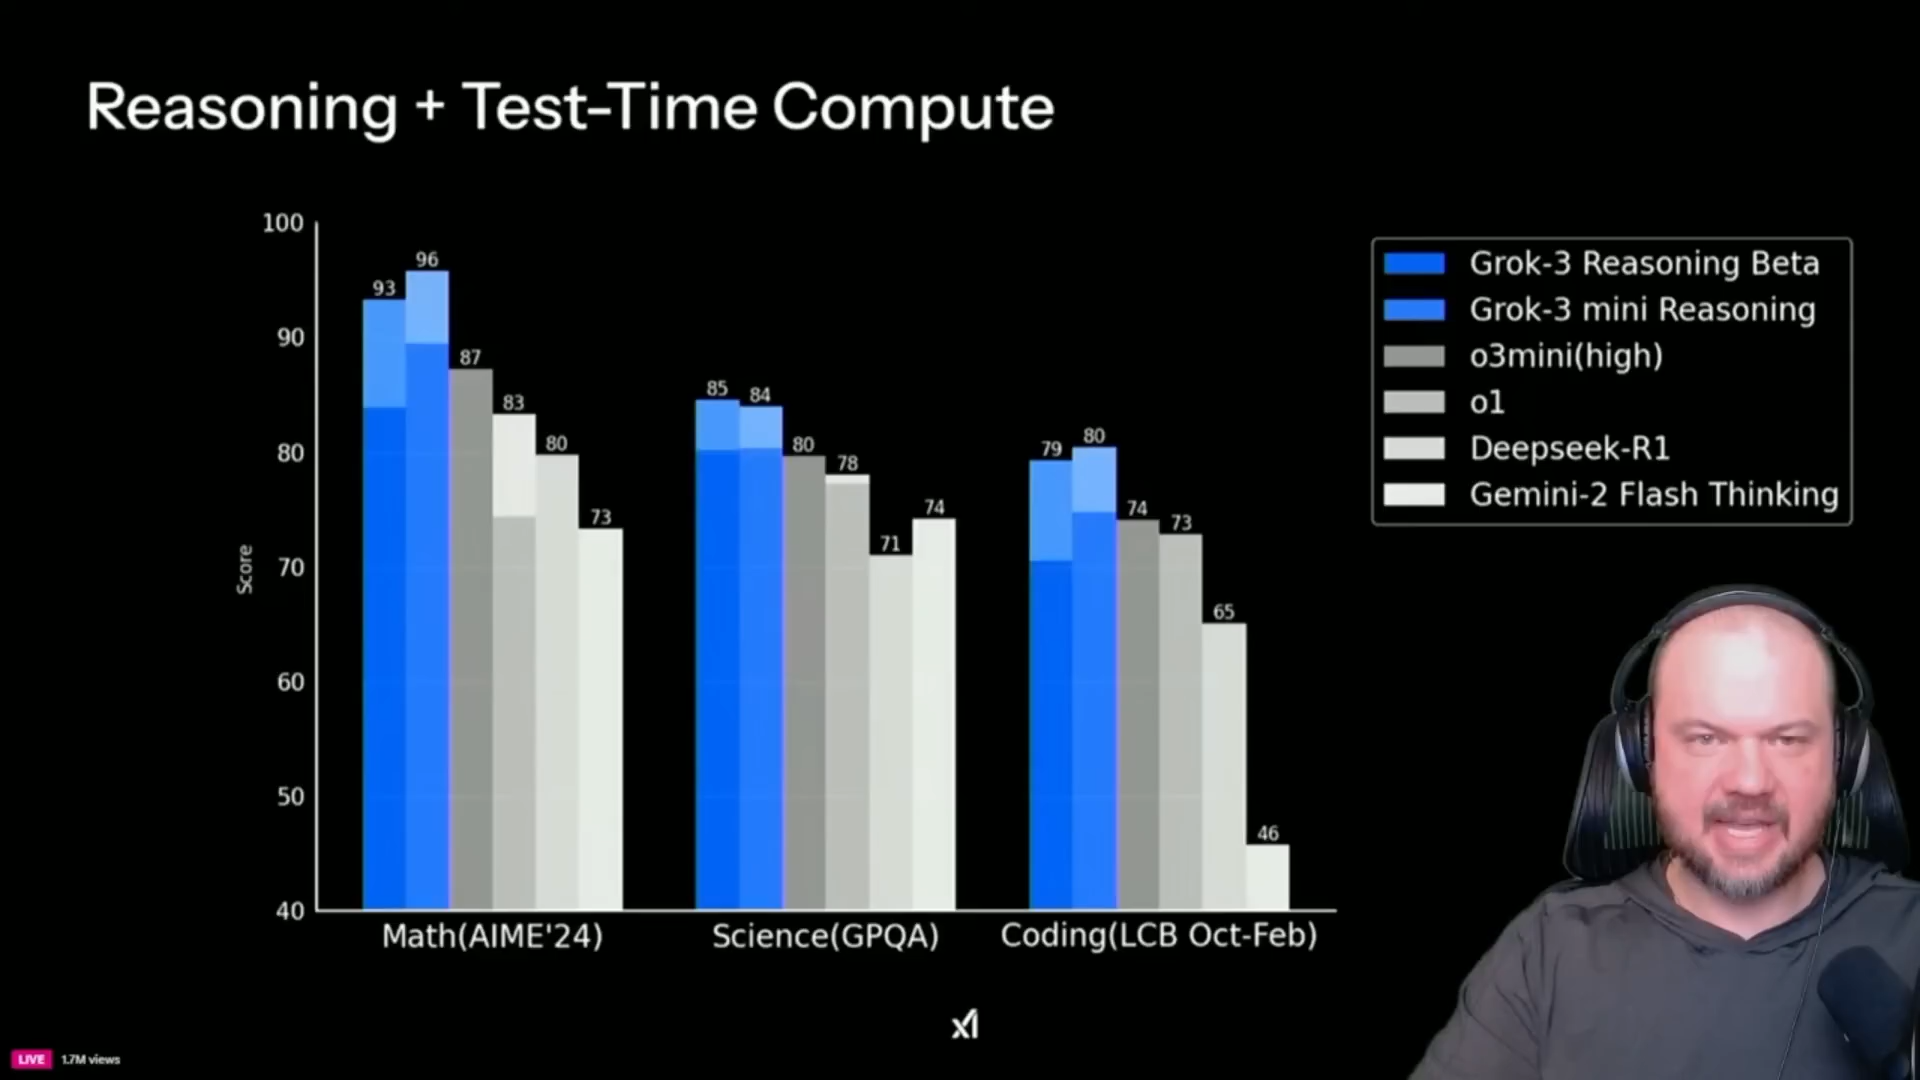 Reasoning + Test-Time Compute
100
90
80
70
60
50
40
Score
93
96
87
83
80
73
85
84
80
78
71
74
79
80
74
73
65
46
Math(AIME'24)
Science(GPQA)
Coding(LCB Oct-Feb)
Grok-3 Reasoning Beta
Grok-3 mini Reasoning
o3mini(high)
o1
Deepseek-R1
Gemini-2 Flash Thinking
xI
LIVE 1.7M views